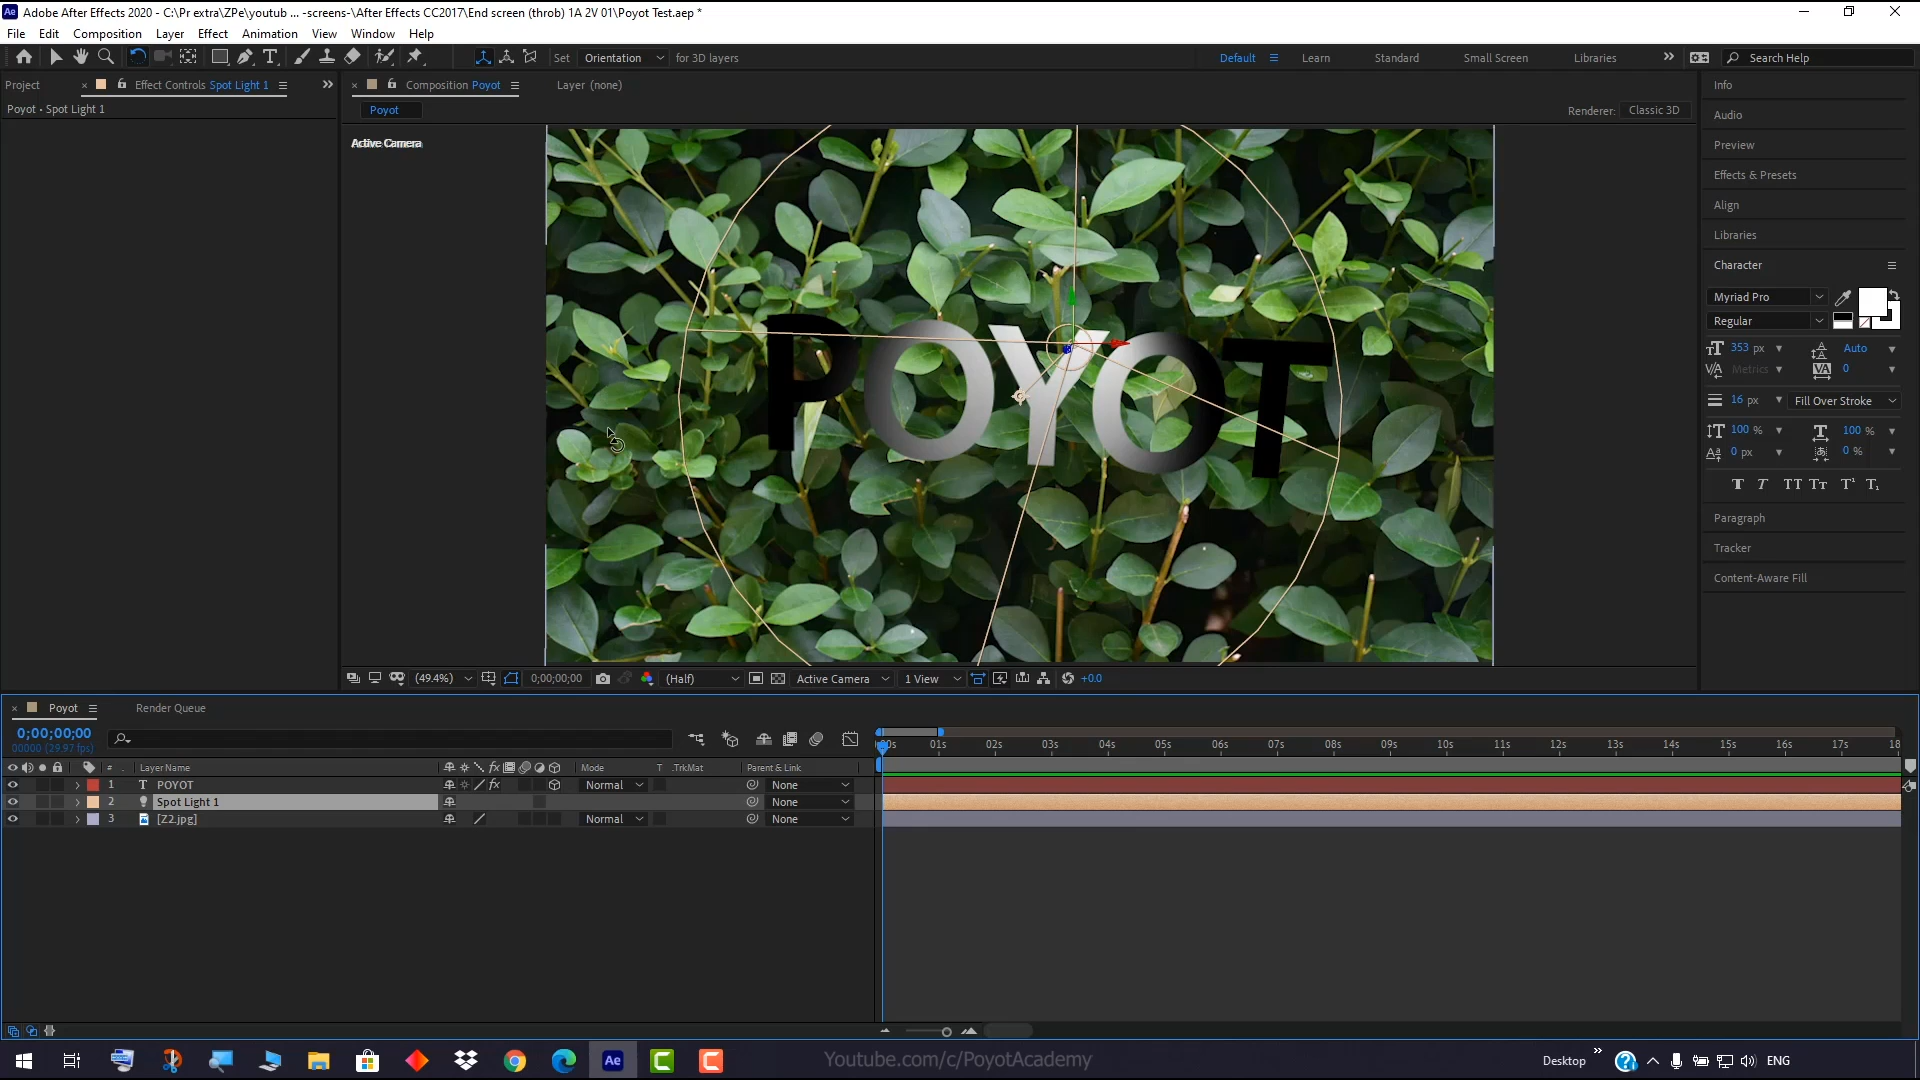 Adobe After Effects 2020 - C:\Pr extra\ZPe\youtub ... -screens-\After Effects CC2017\End screen (throb) 1A 2V 01\Poyot Test.aep *
File Edit Composition Layer Effect Animation View Window Help
Set Orientation for 3D layers Default Learn Standard Small Screen Libraries Search Help
Project Effect Controls Spot Light 1 Composition Poyot Layer (none)
Poyot • Spot Light 1
Poyot
Renderer: Classic 3D
Active Camera
POYOT
(49.4%) 0;00;00;00 (Half) Active Camera 1 View +0.0
Info
Audio
Preview
Effects & Presets
Align
Libraries
Character
Myriad Pro
Regular
353 px Auto
Metrics 0
16 px Fill Over Stroke
100 % 100 %
0 px 0 %
T T TT Tt T¹ T₁
Paragraph
Tracker
Content-Aware Fill
Poyot Render Queue
0;00;00;00
00000 (29.97 fps)
:00s 01s 02s 03s 04s 05s 06s 07s 08s 09s 10s 11s 12s 13s 14s 15s 16s 17s 18
# Layer Name Mode T .TrkMat Parent & Link
1 T POYOT Normal None
2 Spot Light 1 None
3 [Z2.jpg] Normal None
Youtube.com/c/PoyotAcademy
Desktop ENG